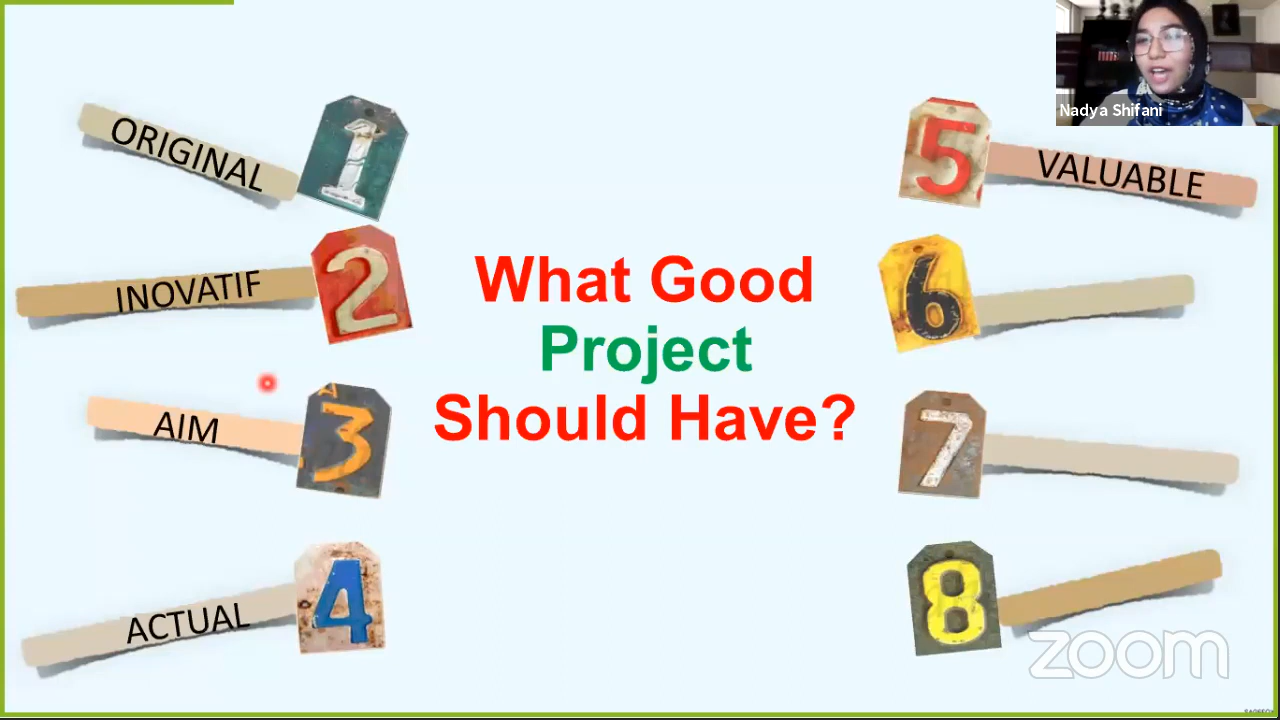 Nadya Shifani
ORIGINAL
1
INOVATIF
2
AIM
3
ACTUAL
4
What Good
Project
Should Have?
5
VALUABLE
6
7
8
zoom